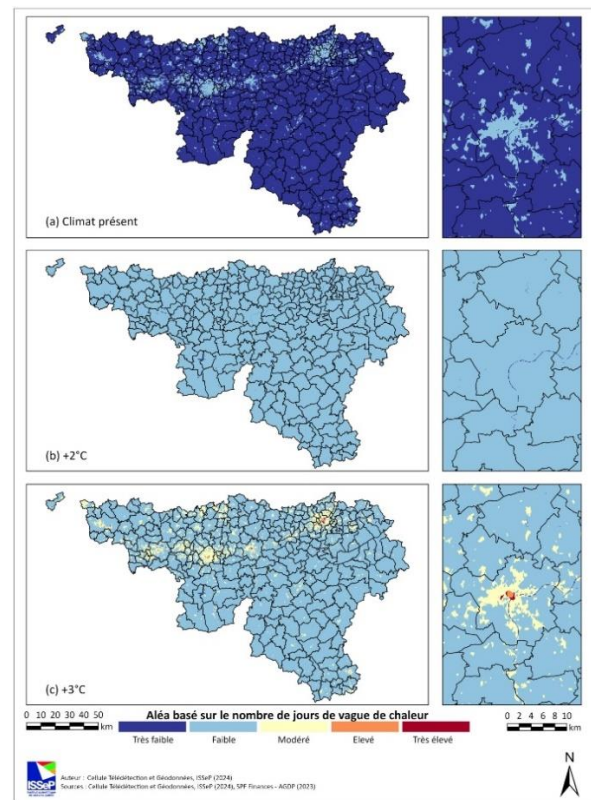 (a) Climat présent
(b) +2°C
(c) +3°C
Aléa basé sur le nombre de jours de vague de chaleur
0 10 20 30 40 50
km
Très faible
Faible
Modéré
Elevé
Très élevé
0 2 4 6 8 10
km
N
ISSeP
Auteur : Cellule Télédétection et Géodonnées, ISSeP (2024)
Sources : Cellule Télédétection et Géodonnées, ISSeP (2024), SPF Finances - AGDP (2023)